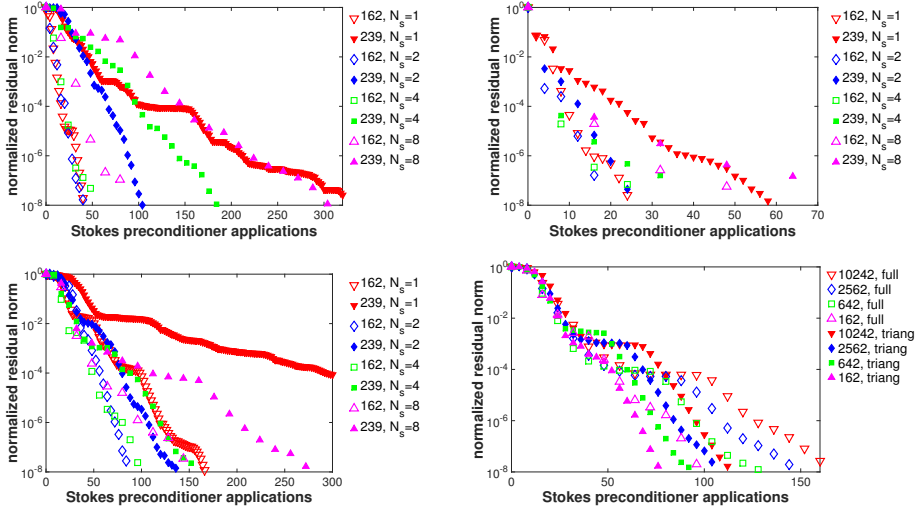 10^0
10^-2
10^-4
10^-6
10^-8
normalized residual norm
0 50 100 150 200 250 300
Stokes preconditioner applications
162, N_s=1
239, N_s=1
162, N_s=2
239, N_s=2
162, N_s=4
239, N_s=4
162, N_s=8
239, N_s=8
10^0
10^-2
10^-4
10^-6
10^-8
normalized residual norm
0 10 20 30 40 50 60 70
Stokes preconditioner applications
162, N_s=1
239, N_s=1
162, N_s=2
239, N_s=2
162, N_s=4
239, N_s=4
162, N_s=8
239, N_s=8
10^0
10^-2
10^-4
10^-6
10^-8
normalized residual norm
0 50 100 150 200 250 300
Stokes preconditioner applications
162, N_s=1
239, N_s=1
162, N_s=2
239, N_s=2
162, N_s=4
239, N_s=4
162, N_s=8
239, N_s=8
10^0
10^-2
10^-4
10^-6
10^-8
normalized residual norm
0 50 100 150
Stokes preconditioner applications
10242, full
2562, full
642, full
162, full
10242, triang
2562, triang
642, triang
162, triang